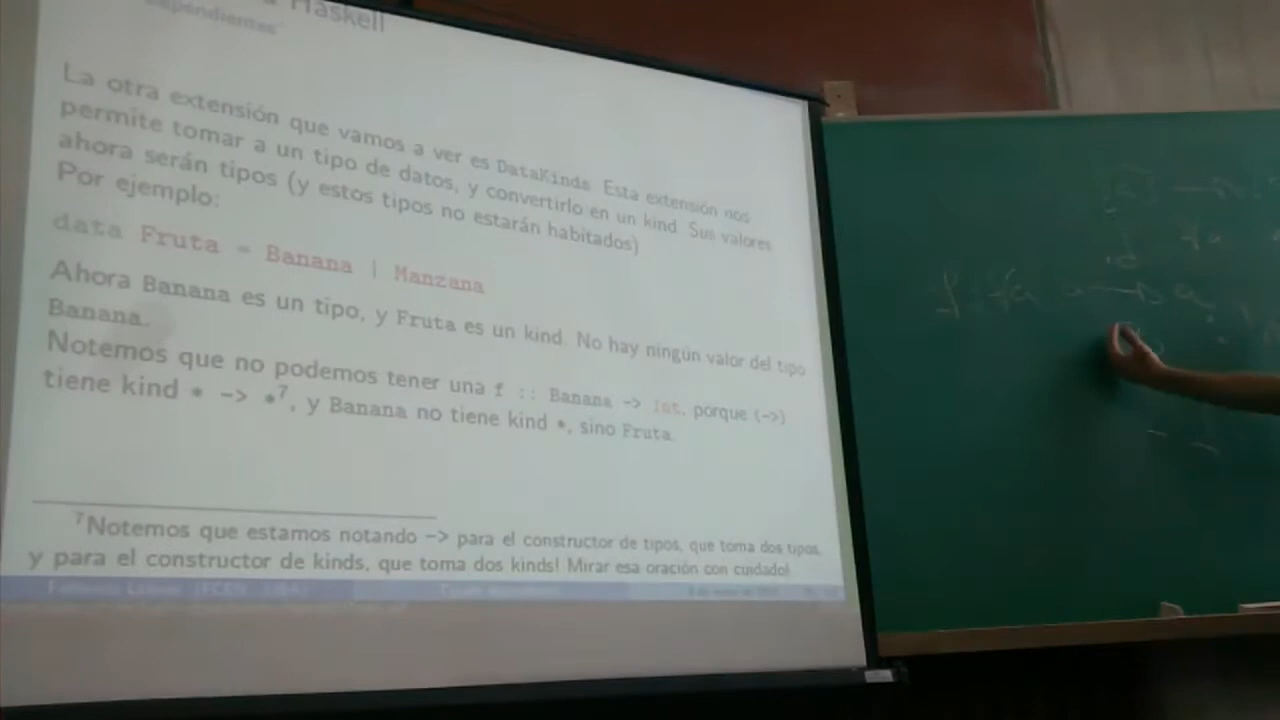 Haskell
dependientes
La otra extensión que vamos a ver es DataKinds. Esta extensión nos
permite tomar a un tipo de datos, y convertirlo en un kind. Sus valores
ahora serán tipos (y estos tipos no estarán habitados)
Por ejemplo:
data Fruta = Banana | Manzana
Ahora Banana es un tipo, y Fruta es un kind. No hay ningún valor del tipo
Banana.
Notemos que no podemos tener una f :: Banana -> Int, porque (->)
tiene kind * -> *⁷, y Banana no tiene kind *, sino Fruta.
⁷Notemos que estamos notando -> para el constructor de tipos, que toma dos tipos,
y para el constructor de kinds, que toma dos kinds! Mirar esa oración con cuidado!